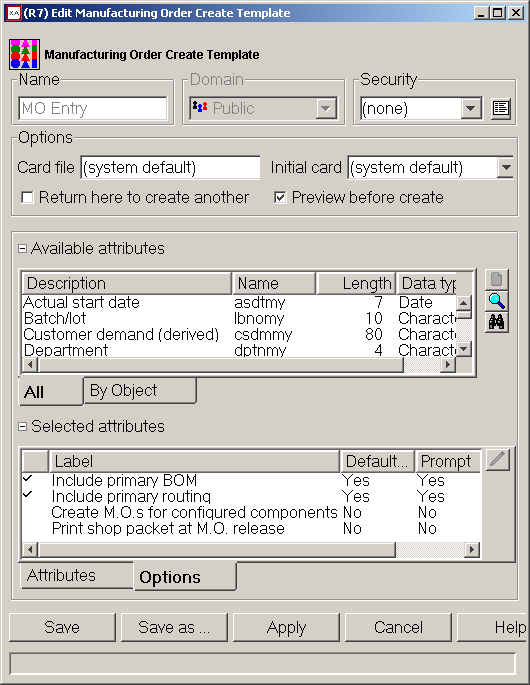 XA (R7) Edit Manufacturing Order Create Template
Manufacturing Order Create Template
Name Domain Security
MO Entry Public (none)
Options
Card file (system default) Initial card (system default)
Return here to create another Preview before create
Available attributes
Description Name Length Data typ
Actual start date asdtmy 7 Date
Batch/lot lbnomy 10 Characte
Customer demand (derived) csdmmy 80 Characte
Department dptnmy 4 Characte
All By Object
Selected attributes
Label Default... Prompt
Include primary BOM Yes Yes
Include primary routing Yes Yes
Create M.O.s for configured components No No
Print shop packet at M.O. release No No
Attributes Options
Save Save as ... Apply Cancel Help